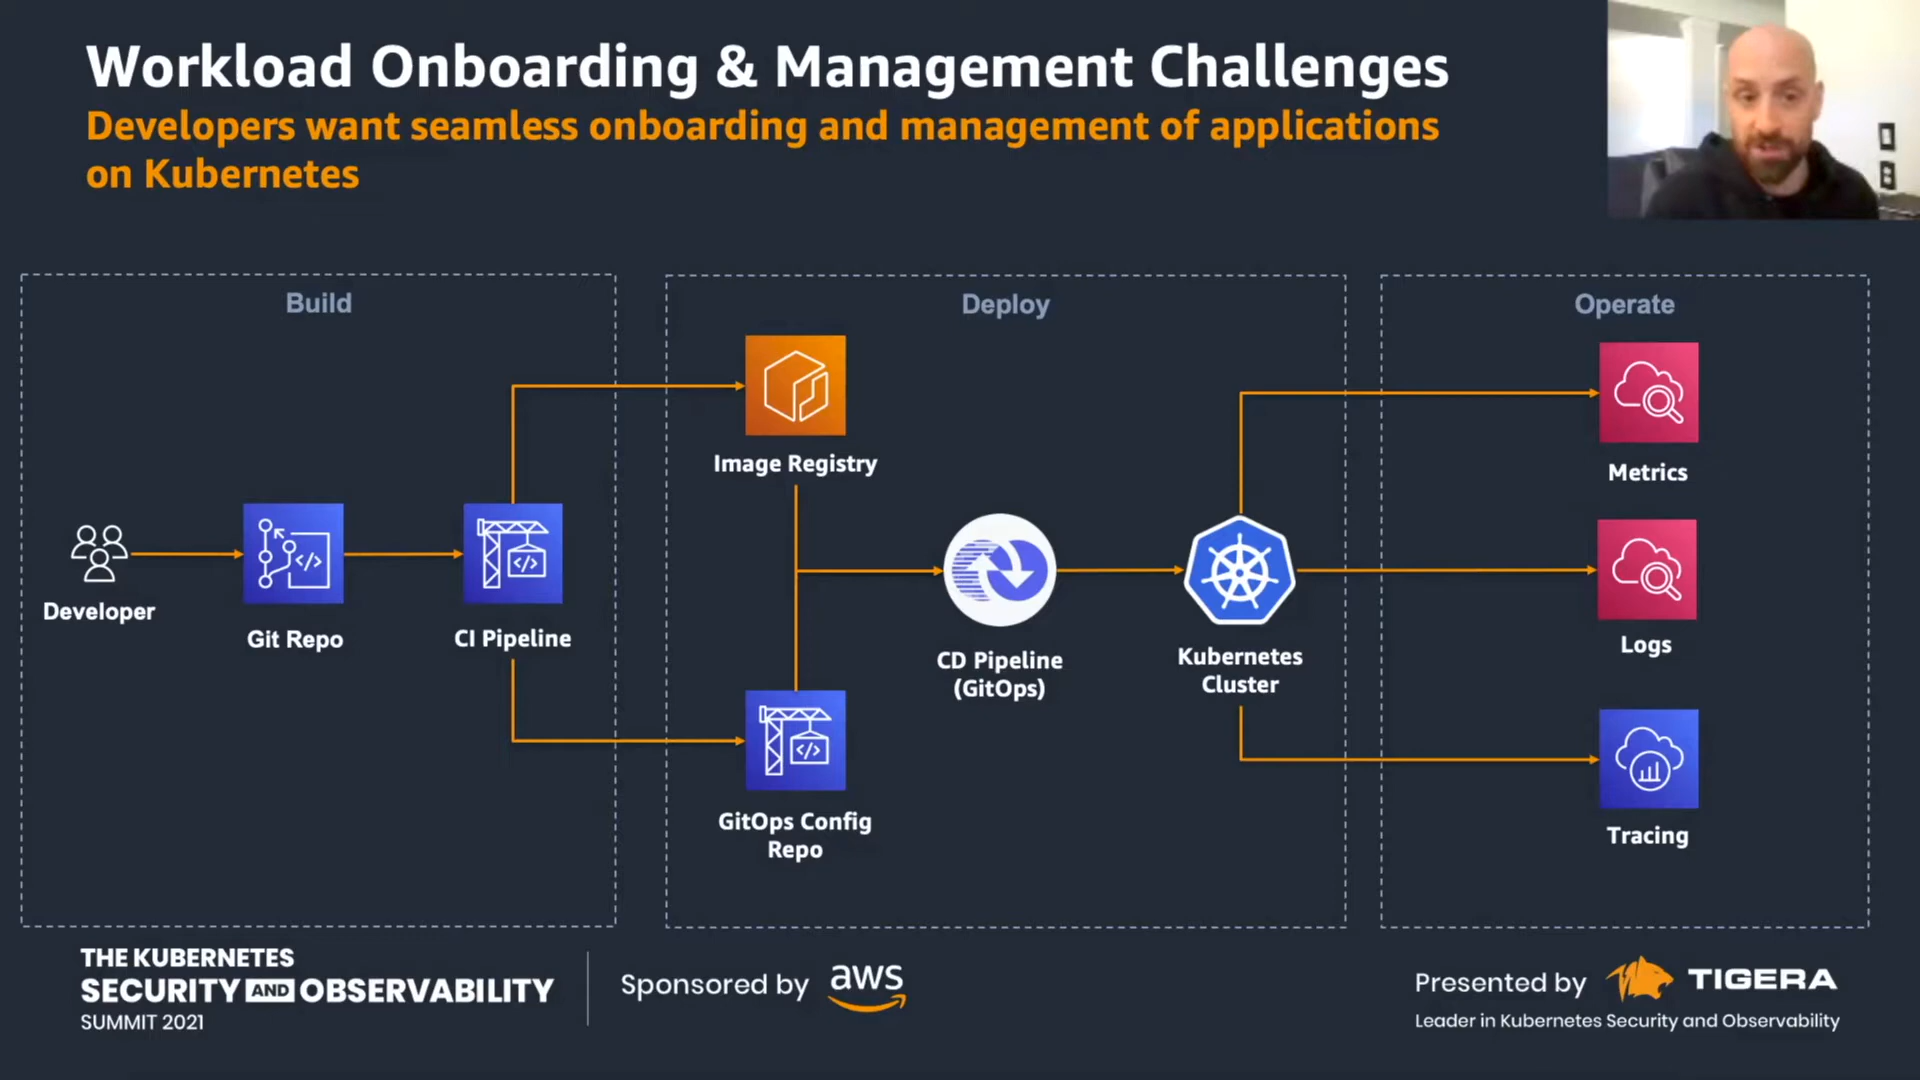 Workload Onboarding & Management Challenges
Developers want seamless onboarding and management of applications
on Kubernetes
Build
Developer
Git Repo
CI Pipeline
Deploy
Image Registry
GitOps Config
Repo
CD Pipeline
(GitOps)
Kubernetes
Cluster
Operate
Metrics
Logs
Tracing
THE KUBERNETES
SECURITY AND OBSERVABILITY
SUMMIT 2021
Sponsored by aws
Presented by TIGERA
Leader in Kubernetes Security and Observability